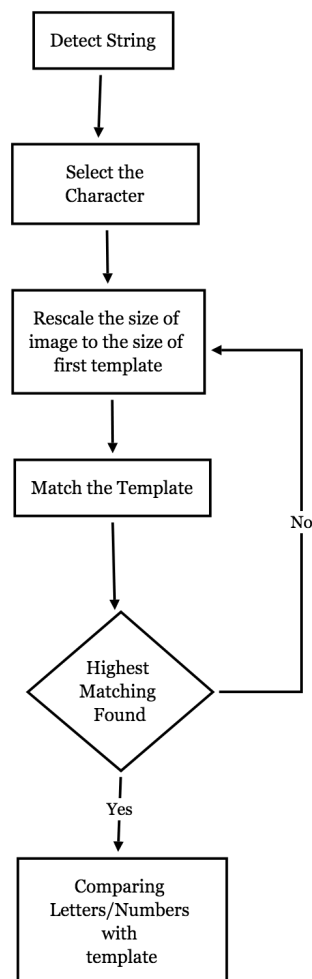 Detect String
Select the
Character
Rescale the size of
image to the size of
first template
Match the Template
No
Highest
Matching
Found
Yes
Comparing
Letters/Numbers
with
template